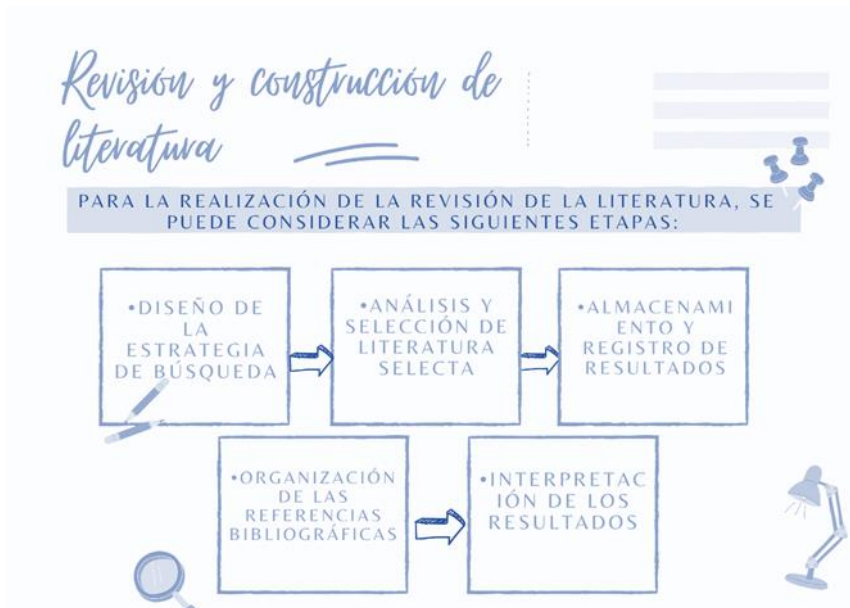 Revisión y construcción de
literatura
PARA LA REALIZACIÓN DE LA REVISIÓN DE LA LITERATURA, SE
PUEDE CONSIDERAR LAS SIGUIENTES ETAPAS:
•DISEÑO DE
LA
ESTRATEGIA
DE BÚSQUEDA
•ANÁLISIS Y
SELECCIÓN DE
LITERATURA
SELECTA
•ALMACENAMI
ENTO Y
REGISTRO DE
RESULTADOS
•ORGANIZACIÓN
DE LAS
REFERENCIAS
BIBLIOGRÁFICAS
•INTERPRETAC
IÓN DE LOS
RESULTADOS